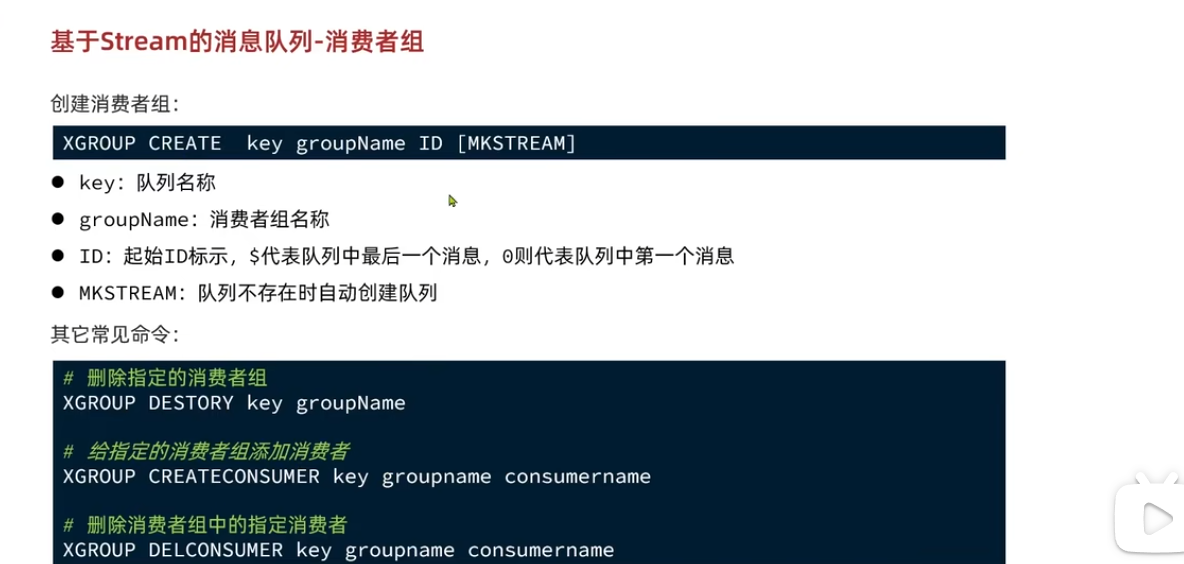 基于Stream的消息队列-消费者组
创建消费者组：
XGROUP CREATE  key groupName ID [MKSTREAM]
● key：队列名称
● groupName：消费者组名称
● ID：起始ID标示，$代表队列中最后一个消息，0则代表队列中第一个消息
● MKSTREAM：队列不存在时自动创建队列
其它常见命令：
# 删除指定的消费者组
XGROUP DESTORY key groupName
# 给指定的消费者组添加消费者
XGROUP CREATECONSUMER key groupname consumername
# 删除消费者组中的指定消费者
XGROUP DELCONSUMER key groupname consumername